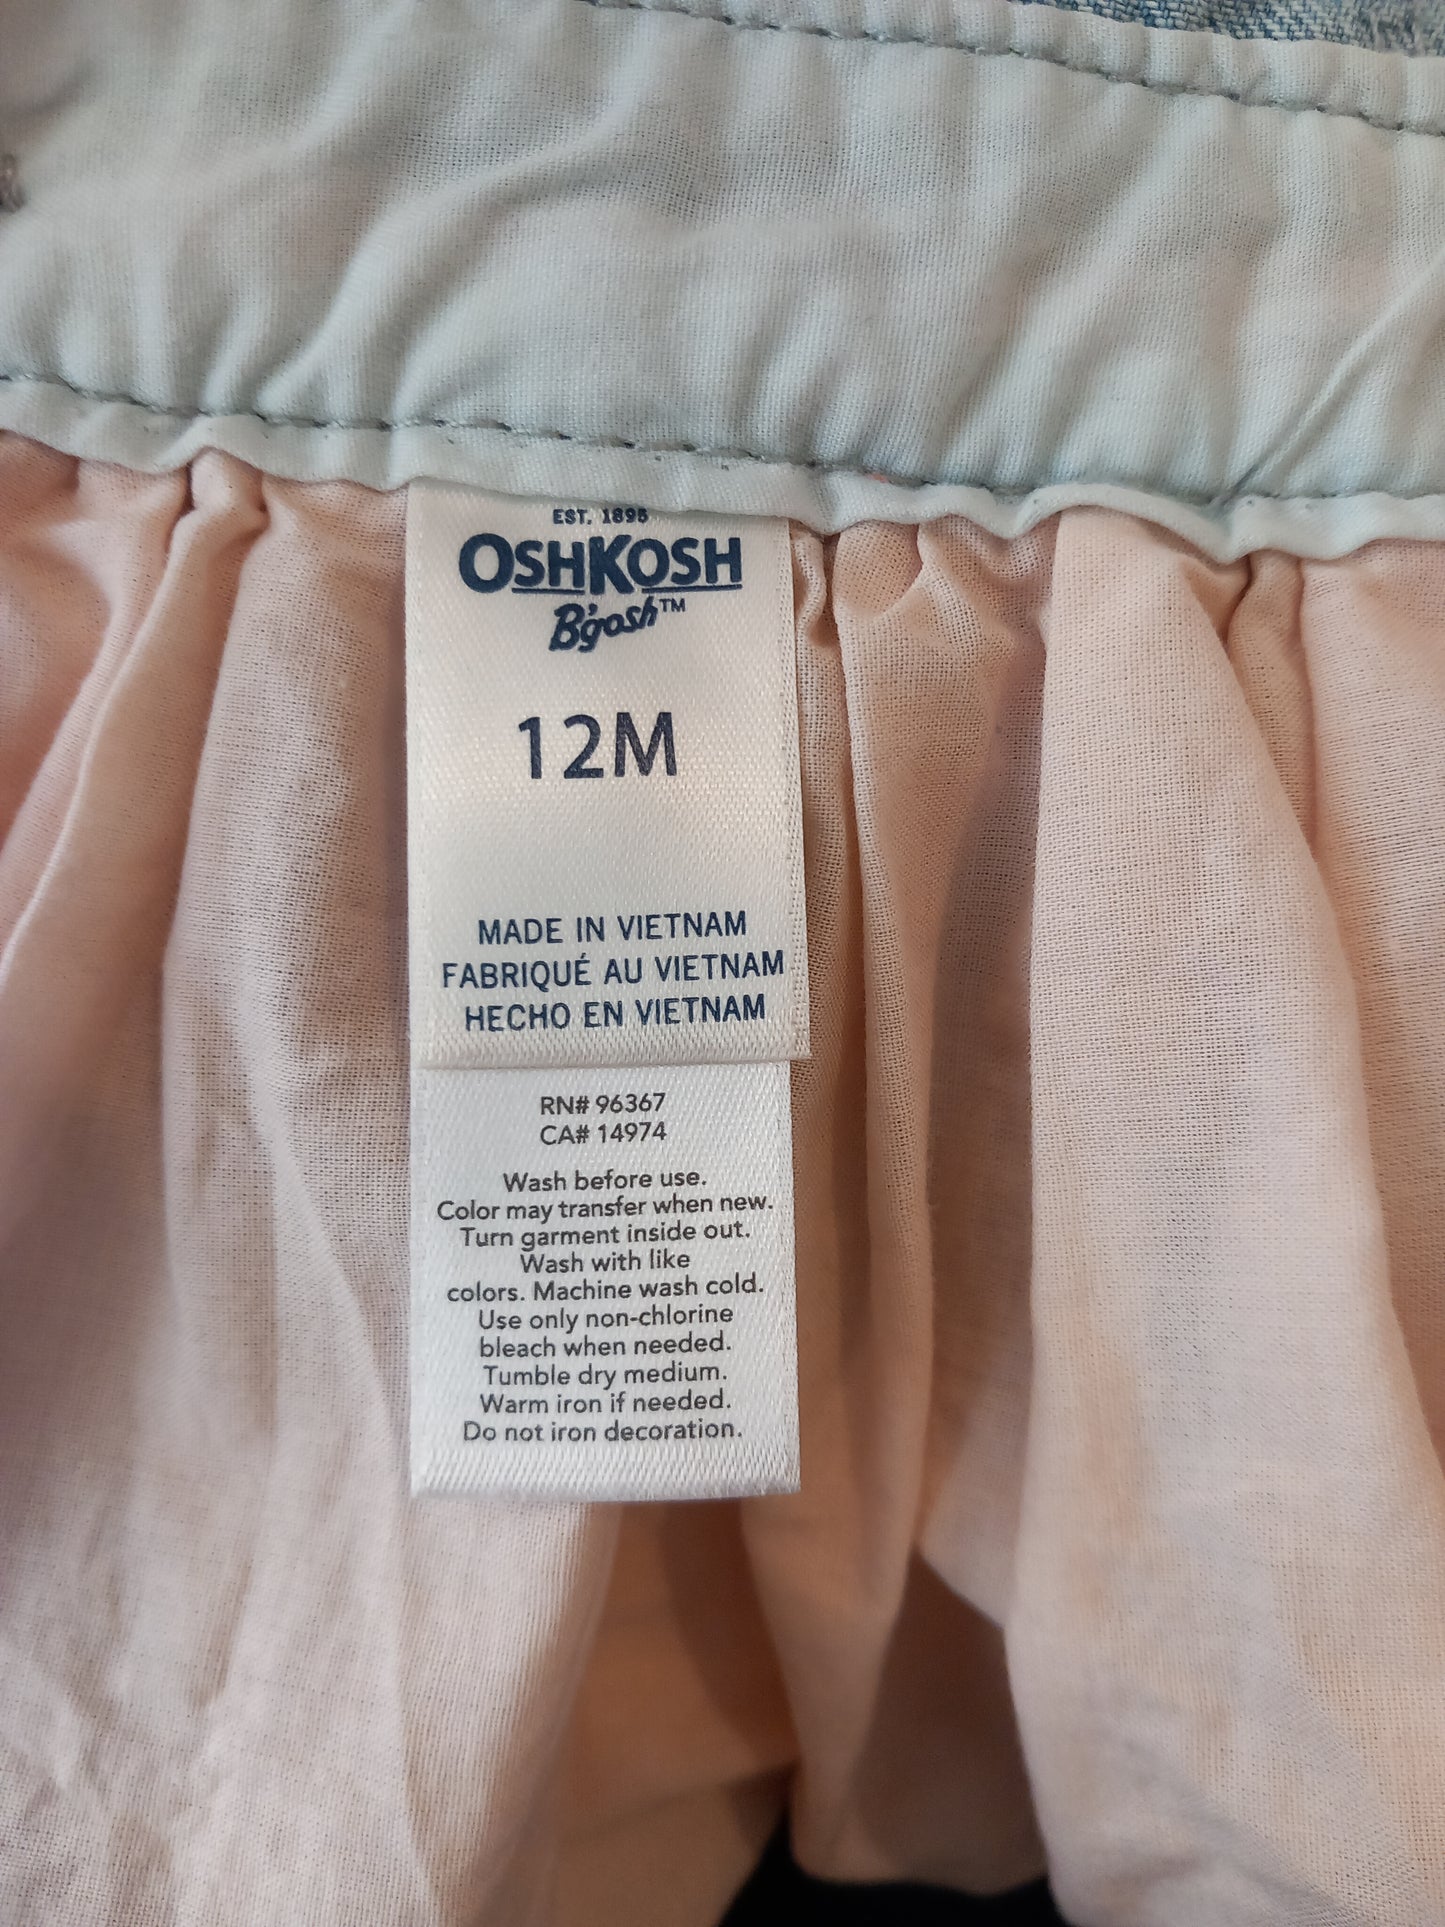 EST. 1895
OSHKOSH
B'gosh™
12M
MADE IN VIETNAM
FABRIQUÉ AU VIETNAM
HECHO EN VIETNAM
RN# 96367
CA# 14974
Wash before use.
Color may transfer when new.
Turn garment inside out.
Wash with like
colors. Machine wash cold.
Use only non-chlorine
bleach when needed.
Tumble dry medium.
Warm iron if needed.
Do not iron decoration.